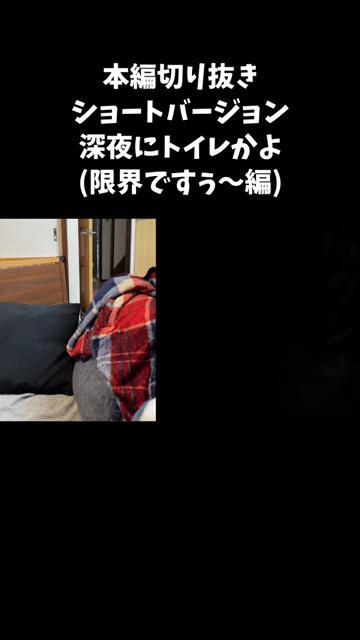 本編切り抜き
ショートバージョン
深夜にトイレかよ
(限界ですぅ〜編)